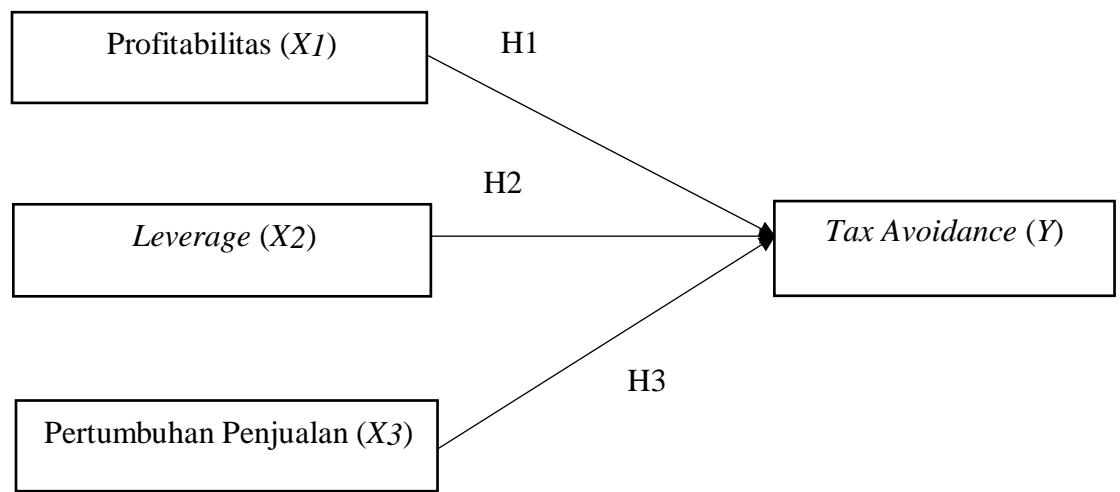 Profitabilitas (X1)
H1
H2
Leverage (X2)
Tax Avoidance (Y)
H3
Pertumbuhan Penjualan (X3)